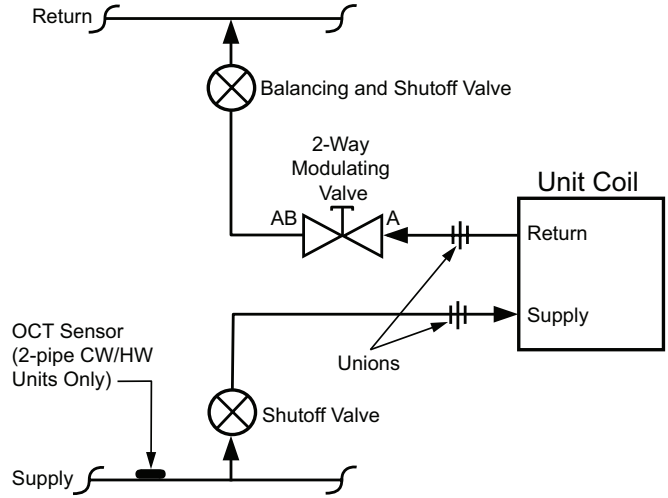 Return
Balancing and Shutoff Valve
2-Way
Modulating
Valve
Unit Coil
AB
A
Return
Supply
OCT Sensor
(2-pipe CW/HW
Units Only)
Unions
Shutoff Valve
Supply